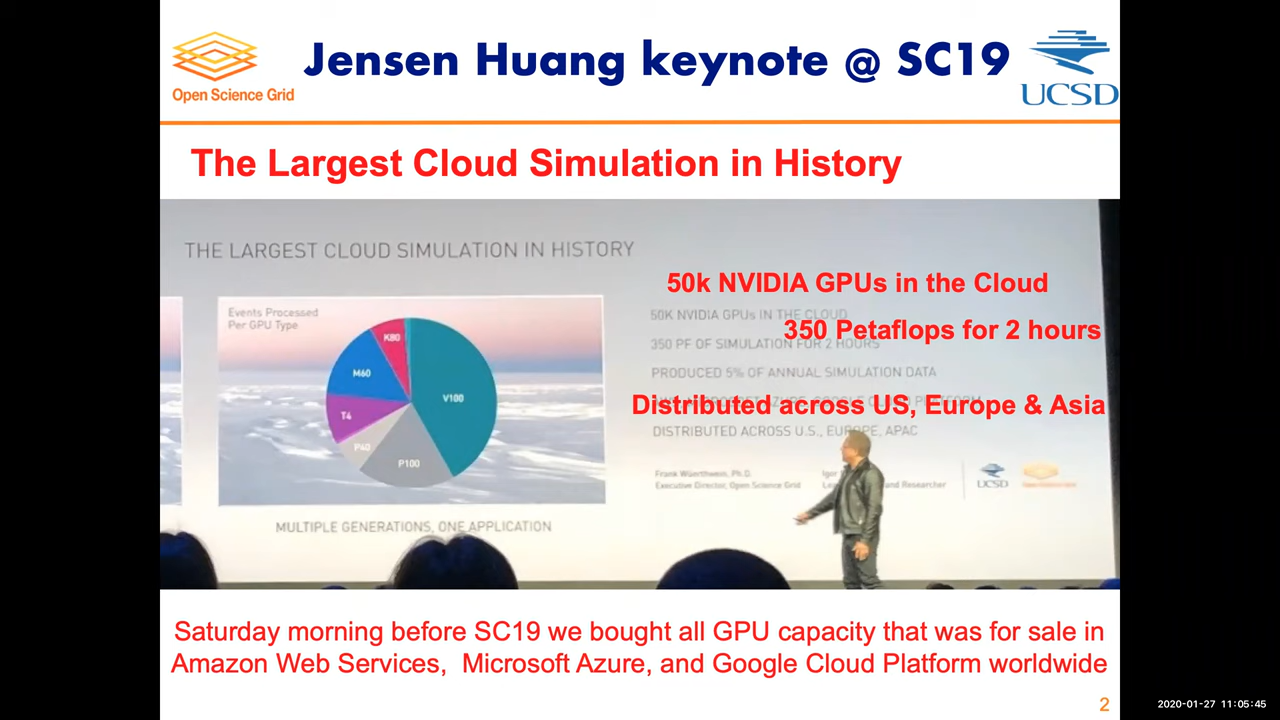 Jensen Huang keynote @ SC19
Open Science Grid
UCSD
The Largest Cloud Simulation in History
THE LARGEST CLOUD SIMULATION IN HISTORY
Events Processed
Per GPU Type
K80
M60
V100
T4
P40
P100
MULTIPLE GENERATIONS, ONE APPLICATION
50k NVIDIA GPUs in the Cloud
50K NVIDIA GPUs IN THE CLOUD
350 Petaflops for 2 hours
350 PF OF SIMULATION FOR 2 HOURS
PRODUCED 5% OF ANNUAL SIMULATION DATA
Distributed across US, Europe & Asia
DISTRIBUTED ACROSS U.S., EUROPE, APAC
Frank Würthwein, Ph.D.
Executive Director, Open Science Grid
Igor
and Researcher
UCSD
Saturday morning before SC19 we bought all GPU capacity that was for sale in
Amazon Web Services, Microsoft Azure, and Google Cloud Platform worldwide
2
2020-01-27 11:05:45